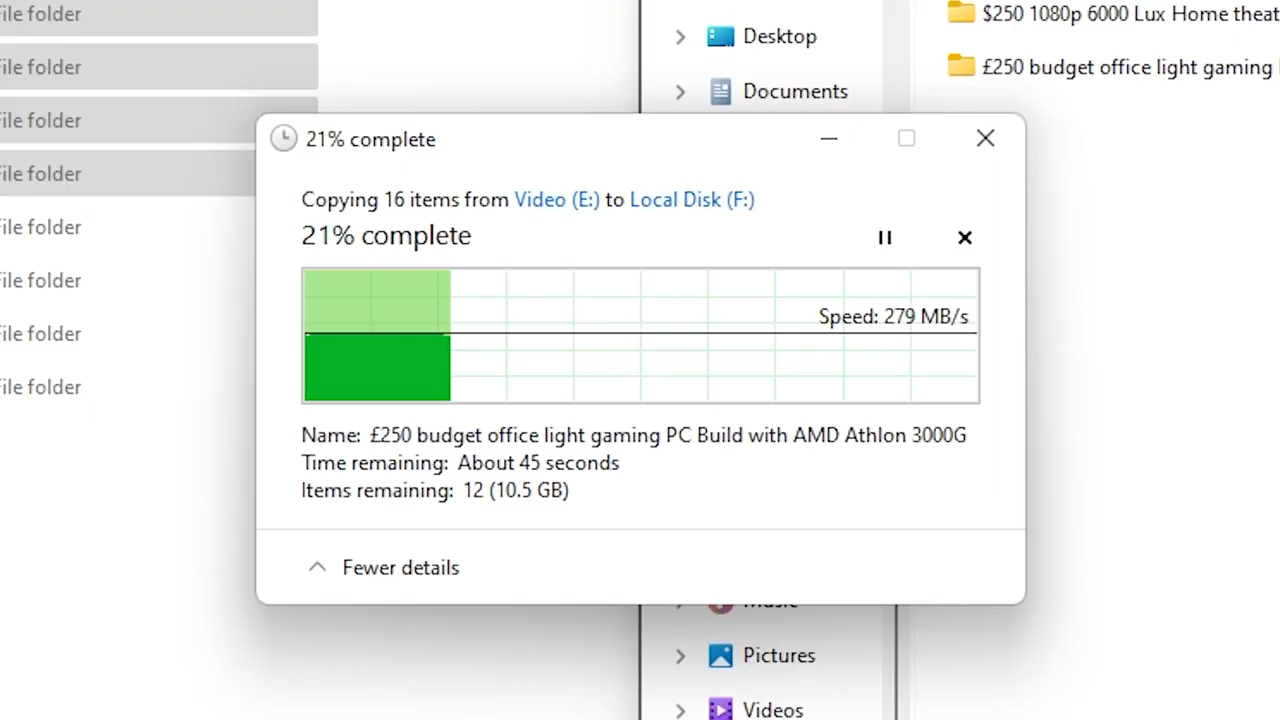 File folder
File folder
File folder
File folder
File folder
File folder
File folder
File folder
Desktop
Documents
$250 1080p 6000 Lux Home theat
£250 budget office light gaming
21% complete
Copying 16 items from Video (E:) to Local Disk (F:)
21% complete
Speed: 279 MB/s
Name: £250 budget office light gaming PC Build with AMD Athlon 3000G
Time remaining: About 45 seconds
Items remaining: 12 (10.5 GB)
Fewer details
Music
Pictures
Videos